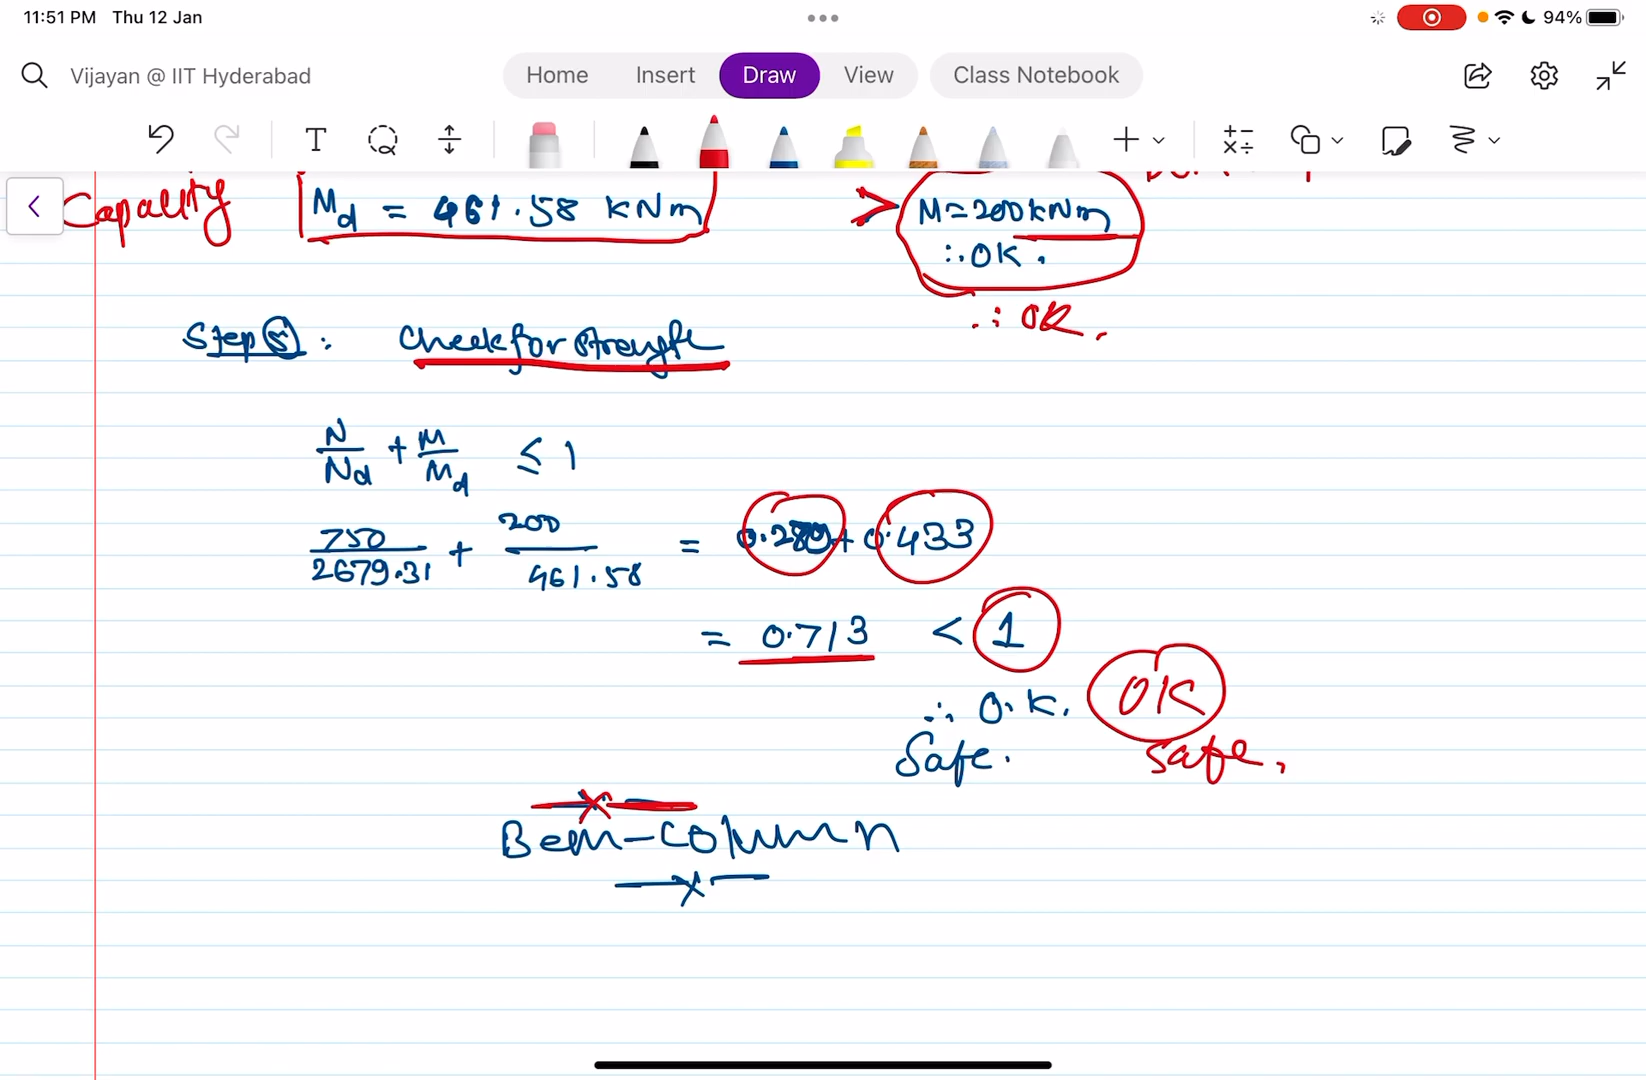 11:51 PM Thu 12 Jan
94%
Vijayan @ IIT Hyderabad
Home Insert Draw View Class Notebook
Capacity Md = 461.58 kNm > M=200kNm
∴ OK.
∴ OK.
Step 5 : Check for Strength
N/Nd + M/Md ≤ 1
750/2679.31 + 200/461.58 = 0.280 + 0.433
= 0.713 < 1
∴ O.K. OK
Safe. Safe.
Bem-Column